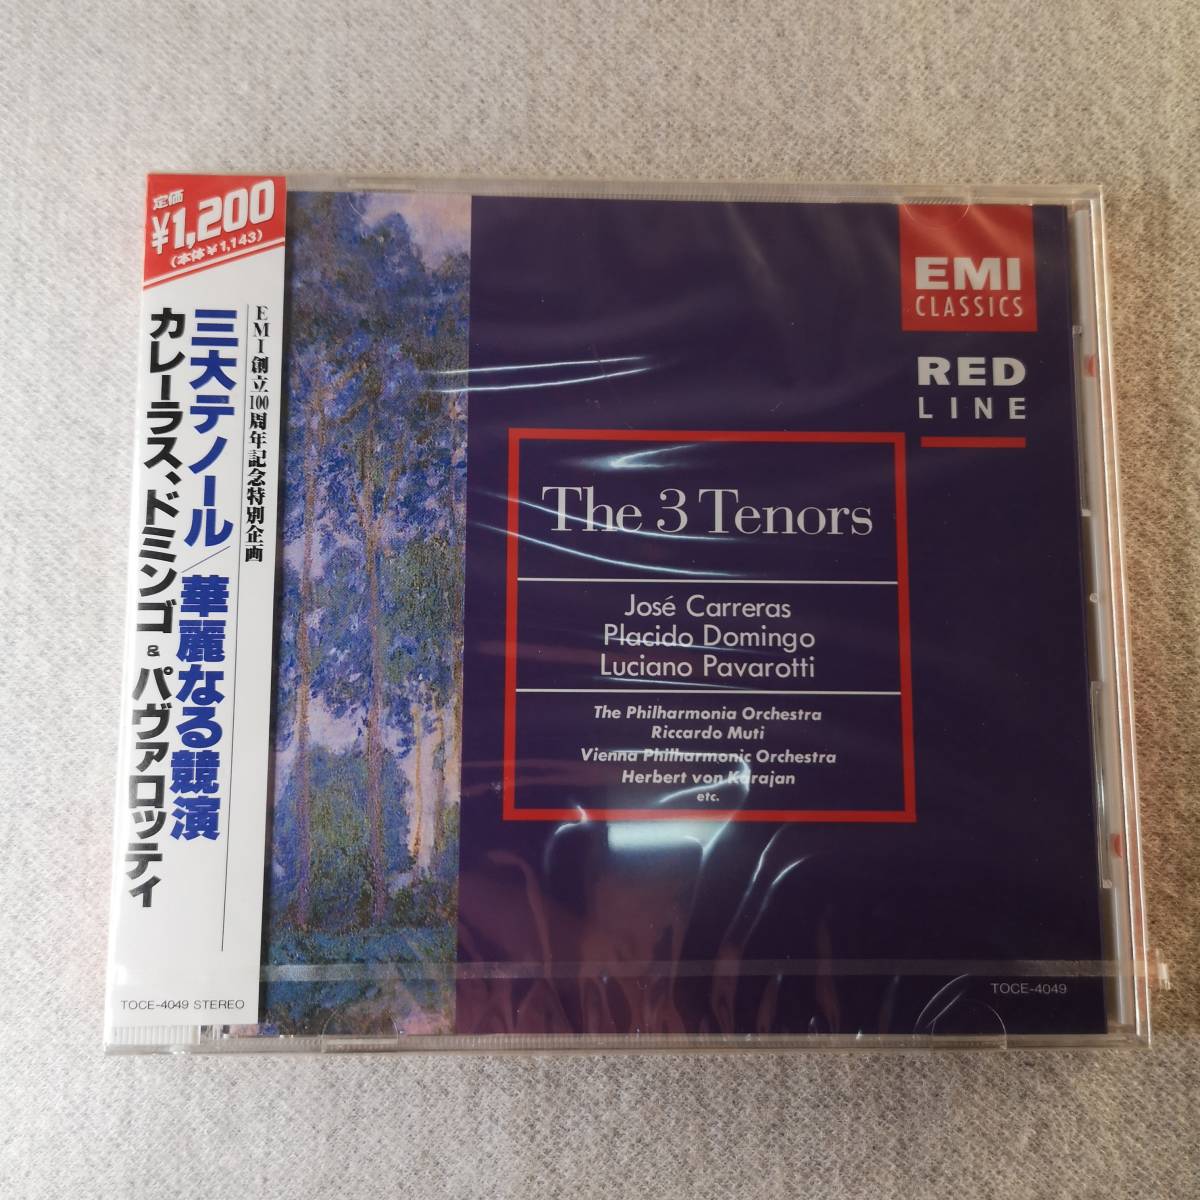 定価
¥1,200
(本体¥1,143)
EMI創立100周年記念特別企画
三大テノール/華麗なる競演
カレーラス、ドミンゴ&パヴァロッティ
TOCE-4049 STEREO
EMI
CLASSICS
RED
LINE
The 3 Tenors
José Carreras
Placido Domingo
Luciano Pavarotti
The Philharmonia Orchestra
Riccardo Muti
Vienna Philharmonic Orchestra
Herbert von Karajan
etc.
TOCE-4049